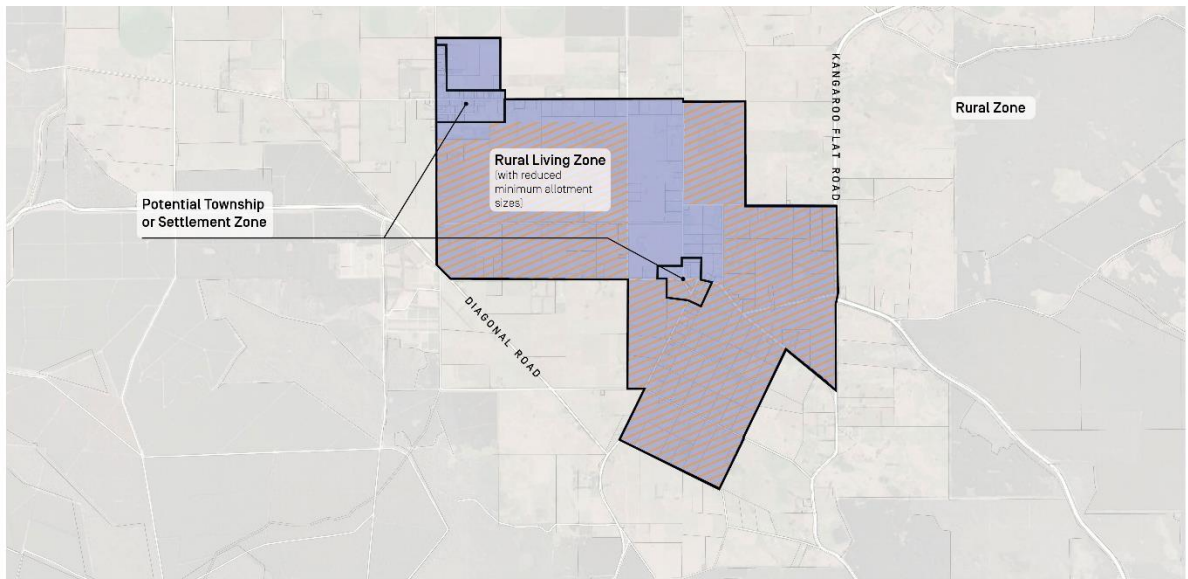 KANGAROO FLAT ROAD
Rural Zone
Rural Living Zone
(with reduced
minimum allotment
sizes)
Potential Township
or Settlement Zone
DIAGONAL ROAD